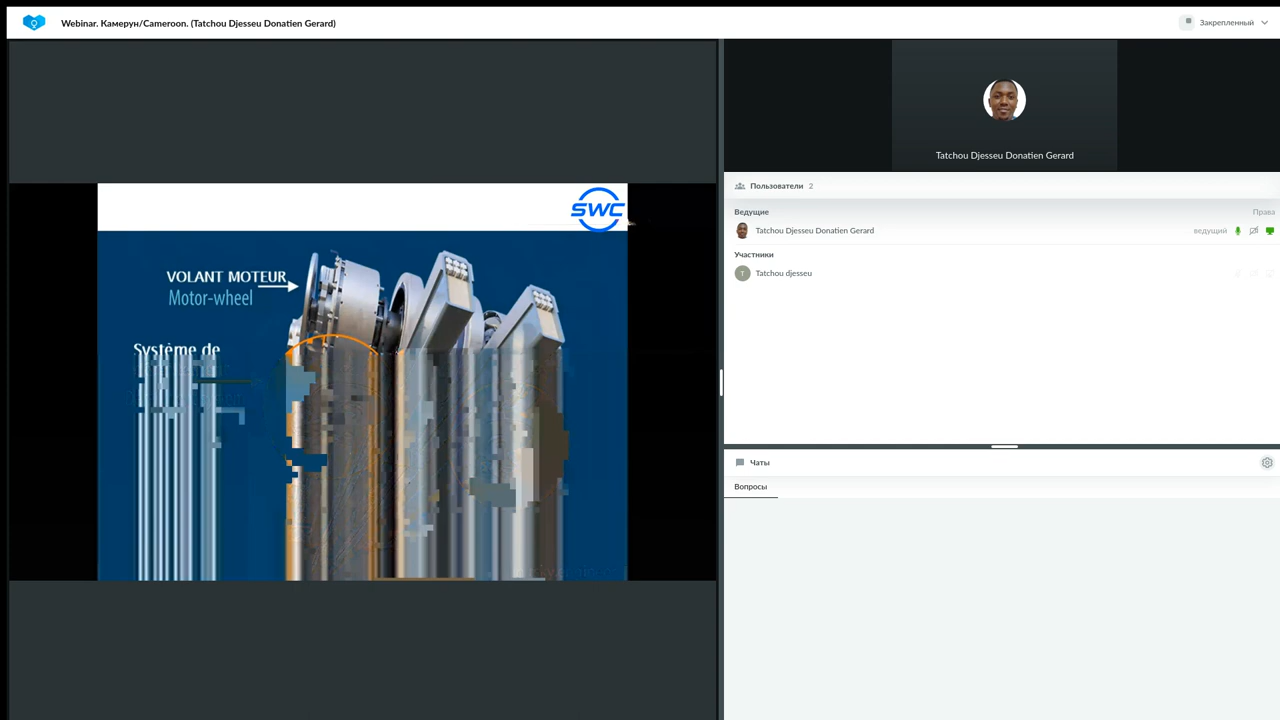 Webinar. Камерун/Cameroon. (Tatchou Djesseu Donatien Gerard)
Закрепленный
SWC
VOLANT MOTEUR
Motor-wheel
Système de
Tatchou Djesseu Donatien Gerard
Пользователи 2
Ведущие Права
Tatchou Djesseu Donatien Gerard ведущий
Участники
T Tatchou djesseu
Чаты
Вопросы